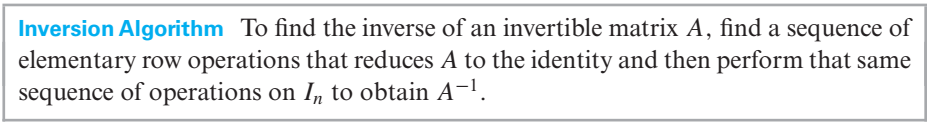 Inversion Algorithm To find the inverse of an invertible matrix A, find a sequence of
elementary row operations that reduces A to the identity and then perform that same
sequence of operations on Iₙ to obtain A⁻¹.